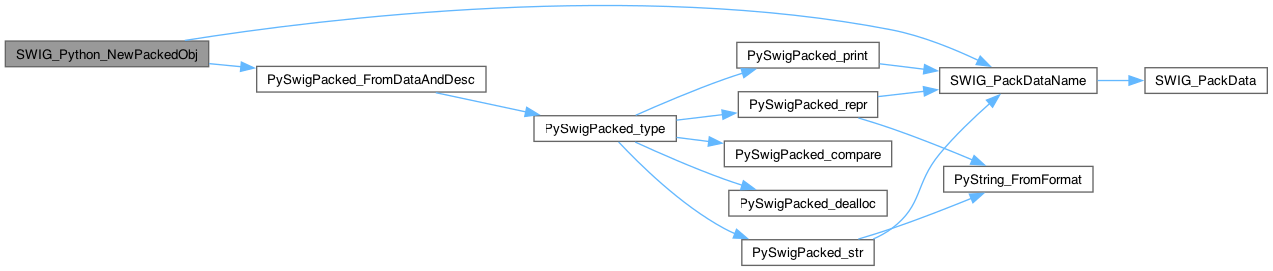 SWIG_Python_NewPackedObj
PySwigPacked_FromDataAndDesc
PySwigPacked_type
PySwigPacked_print
PySwigPacked_repr
PySwigPacked_compare
PySwigPacked_dealloc
PySwigPacked_str
SWIG_PackDataName
PyString_FromFormat
SWIG_PackData